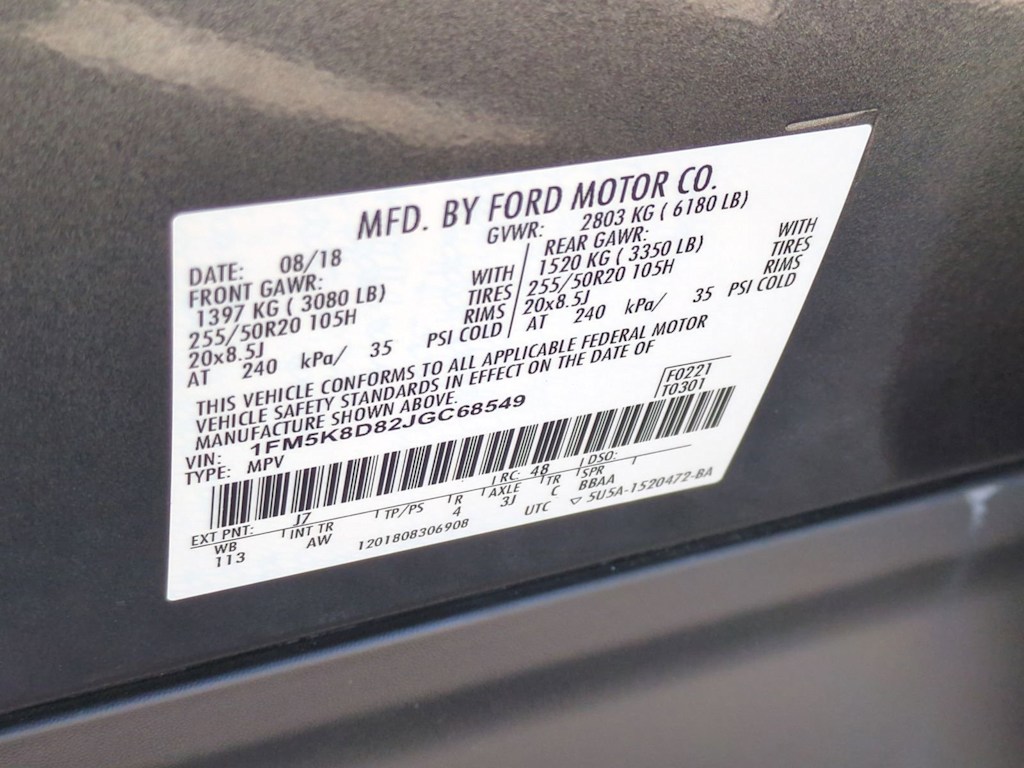 MFD. BY FORD MOTOR CO.
DATE: 08/18 GVWR: 2803 KG ( 6180 LB)
FRONT GAWR: REAR GAWR:
1397 KG ( 3080 LB) WITH 1520 KG ( 3350 LB) WITH
255/50R20 105H TIRES 255/50R20 105H TIRES
20x8.5J RIMS 20x8.5J RIMS
AT 240 kPa/ 35 PSI COLD AT 240 kPa/ 35 PSI COLD
THIS VEHICLE CONFORMS TO ALL APPLICABLE FEDERAL MOTOR
VEHICLE SAFETY STANDARDS IN EFFECT ON THE DATE OF
MANUFACTURE SHOWN ABOVE.
VIN: 1FM5K8D82JGC68549 F0221
TYPE: MPV T0301
EXT PNT: J7 RC: 48 DSO:
WB INT TR TP/PS R AXLE TR SPR
113 AW 4 3J C BBAA
1201808306908 UTC ▽ 5U5A-1520472-BA